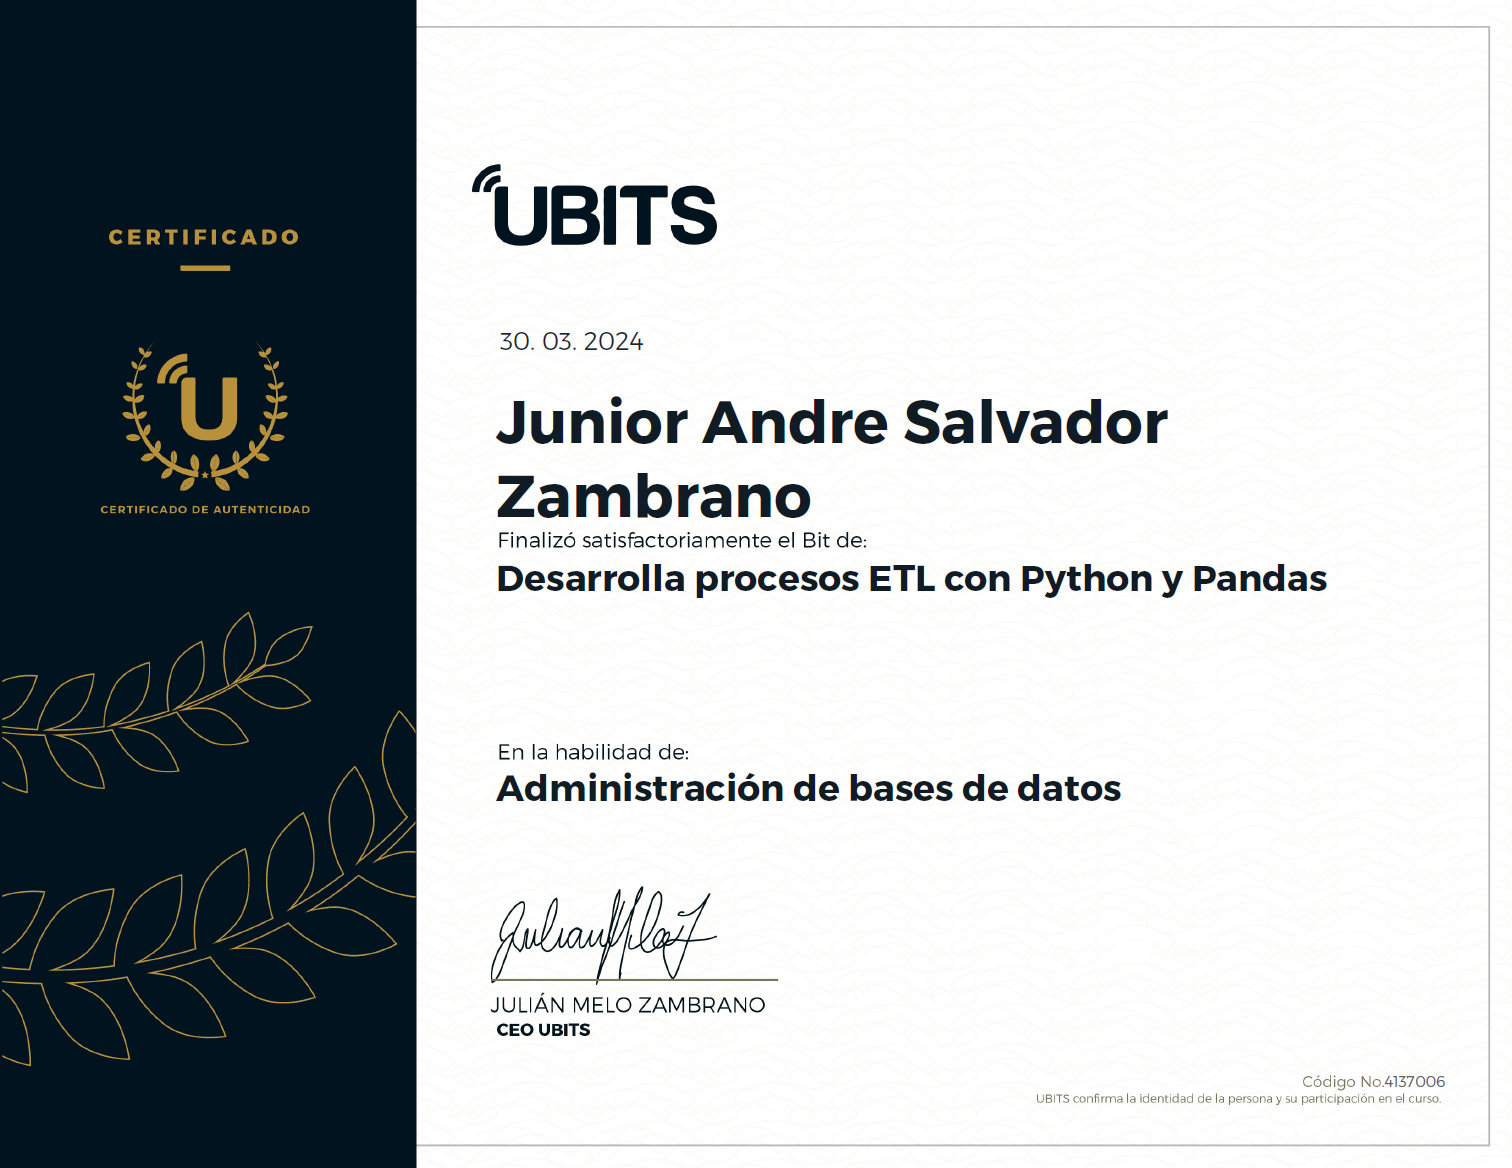 CERTIFICADO
U
CERTIFICADO DE AUTENTICIDAD
UBITS
30. 03. 2024
Junior Andre Salvador
Zambrano
Finalizó satisfactoriamente el Bit de:
Desarrolla procesos ETL con Python y Pandas
En la habilidad de:
Administración de bases de datos
JULIÁN MELO ZAMBRANO
CEO UBITS
Código No.4137006
UBITS confirma la identidad de la persona y su participación en el curso.